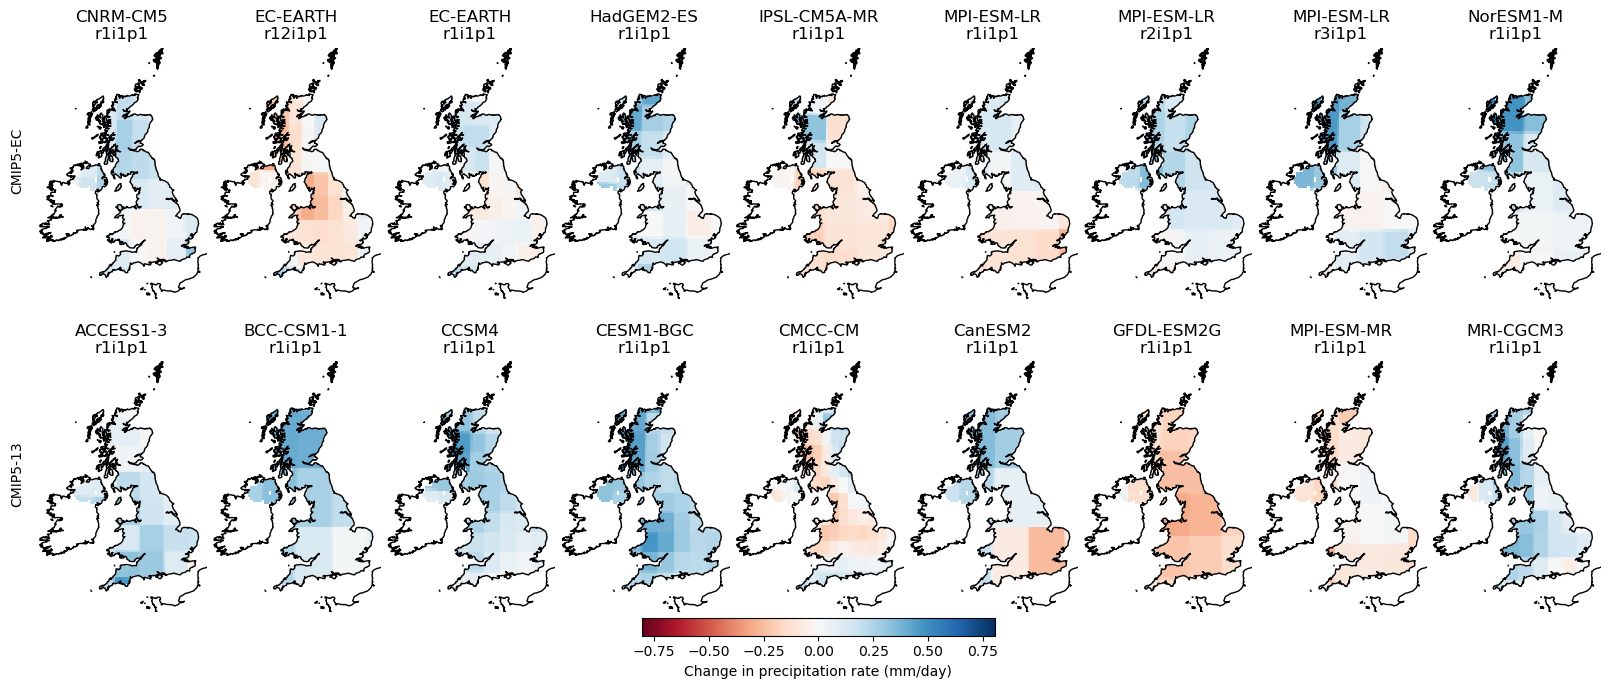 CNRM-CM5
r1i1p1
EC-EARTH
r12i1p1
EC-EARTH
r1i1p1
HadGEM2-ES
r1i1p1
IPSL-CM5A-MR
r1i1p1
MPI-ESM-LR
r1i1p1
MPI-ESM-LR
r2i1p1
MPI-ESM-LR
r3i1p1
NorESM1-M
r1i1p1
CMIP5-EC
ACCESS1-3
r1i1p1
BCC-CSM1-1
r1i1p1
CCSM4
r1i1p1
CESM1-BGC
r1i1p1
CMCC-CM
r1i1p1
CanESM2
r1i1p1
GFDL-ESM2G
r1i1p1
MPI-ESM-MR
r1i1p1
MRI-CGCM3
r1i1p1
CMIP5-13
−0.75 −0.50 −0.25 0.00 0.25 0.50 0.75
Change in precipitation rate (mm/day)